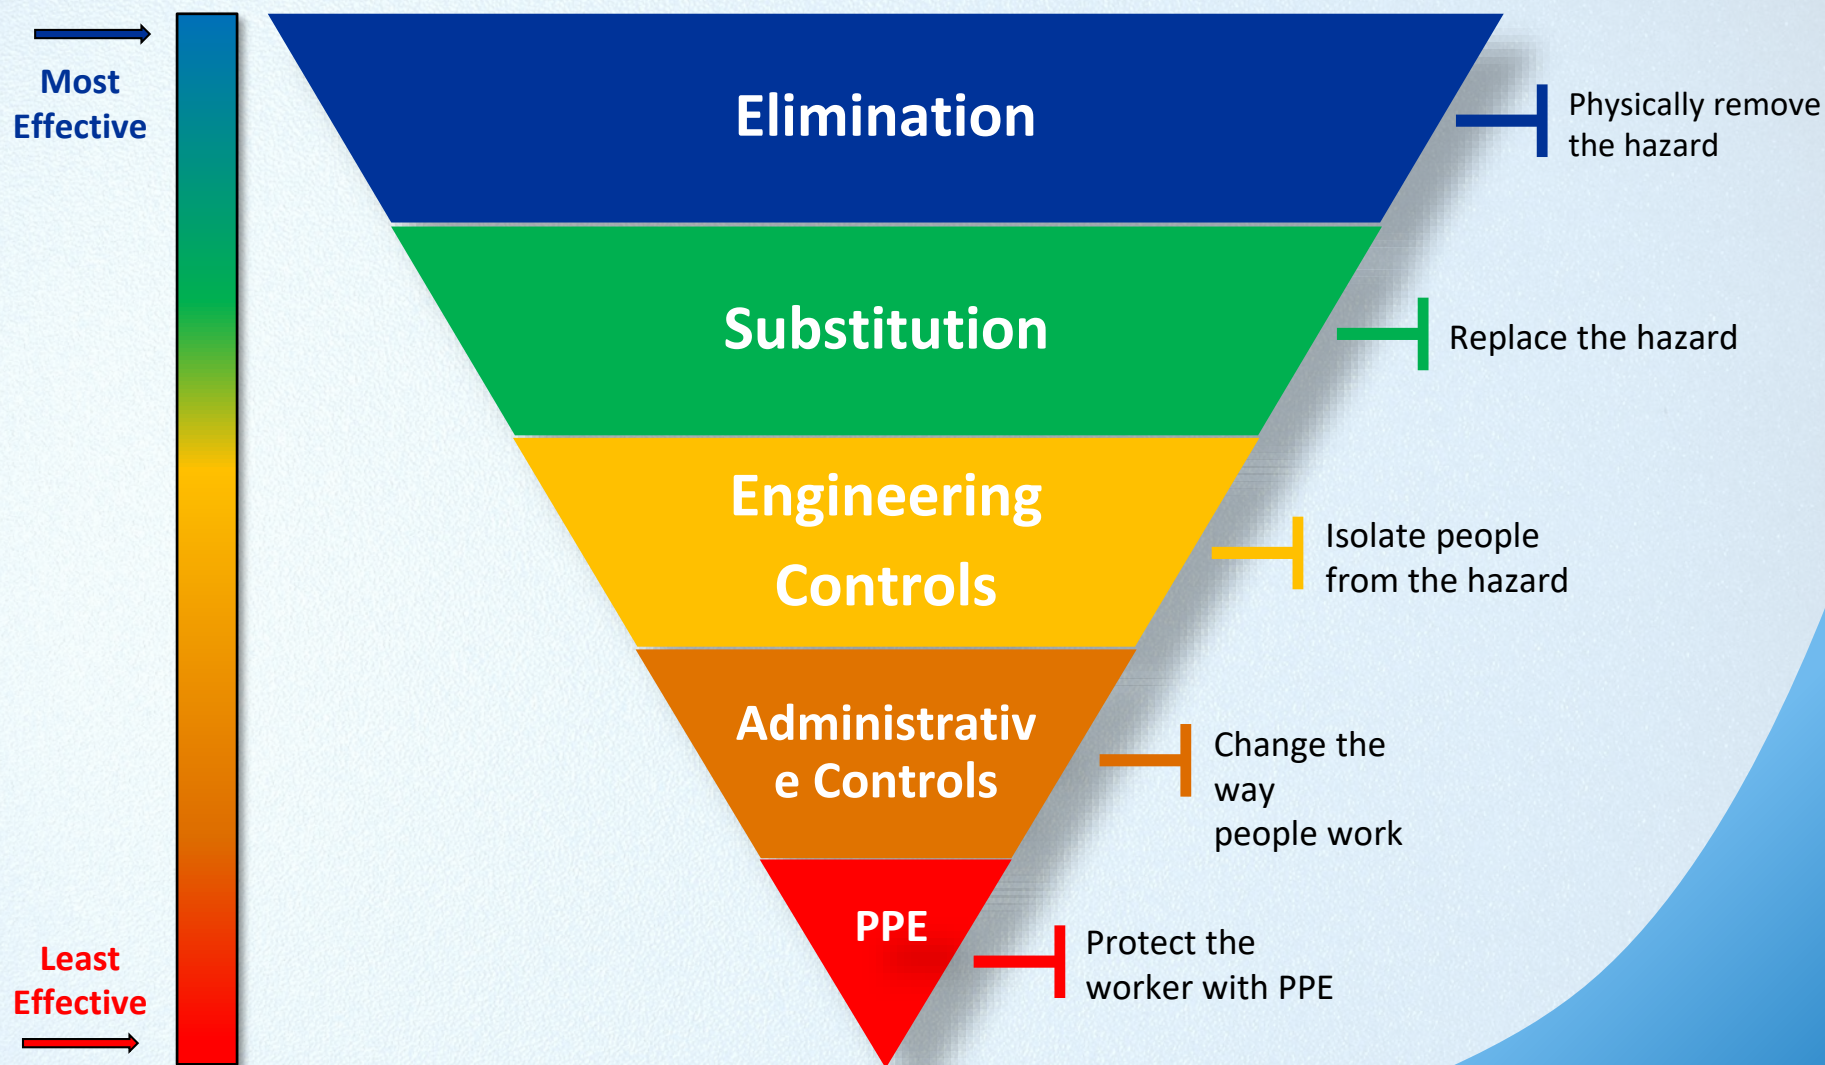 Most
Effective
Elimination
Physically remove
the hazard
Substitution
Replace the hazard
Engineering
Controls
Isolate people
from the hazard
Administrativ
e Controls
Change the
way
people work
PPE
Protect the
worker with PPE
Least
Effective